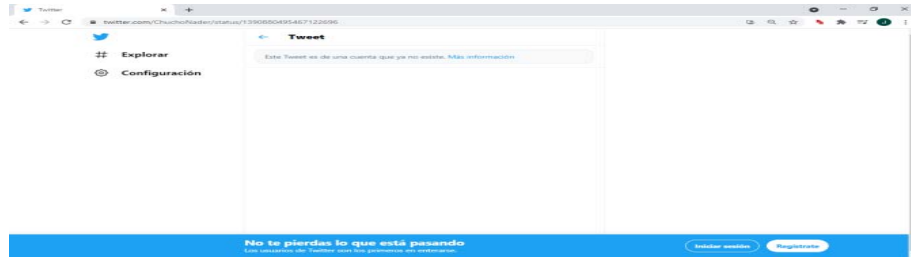 Twitter
twitter.com/ChuchoNader/status/1390880495467122696
Tweet
Explorar
Configuración
Este Tweet es de una cuenta que ya no existe. Más información
No te pierdas lo que está pasando
Los usuarios de Twitter son los primeros en enterarse.
Iniciar sesión
Regístrate